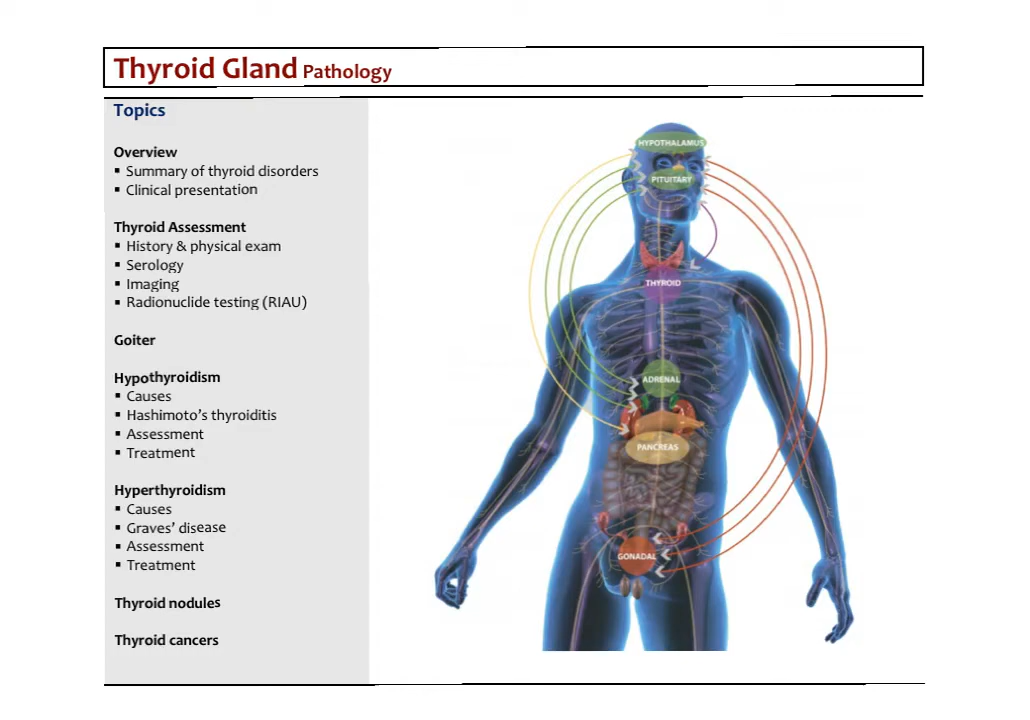 Thyroid Gland Pathology
Topics
Overview
▪ Summary of thyroid disorders
▪ Clinical presentation
Thyroid Assessment
▪ History & physical exam
▪ Serology
▪ Imaging
▪ Radionuclide testing (RIAU)
Goiter
Hypothyroidism
▪ Causes
▪ Hashimoto’s thyroiditis
▪ Assessment
▪ Treatment
Hyperthyroidism
▪ Causes
▪ Graves’ disease
▪ Assessment
▪ Treatment
Thyroid nodules
Thyroid cancers
HYPOTHALAMUS
PITUITARY
THYROID
ADRENAL
PANCREAS
GONADAL